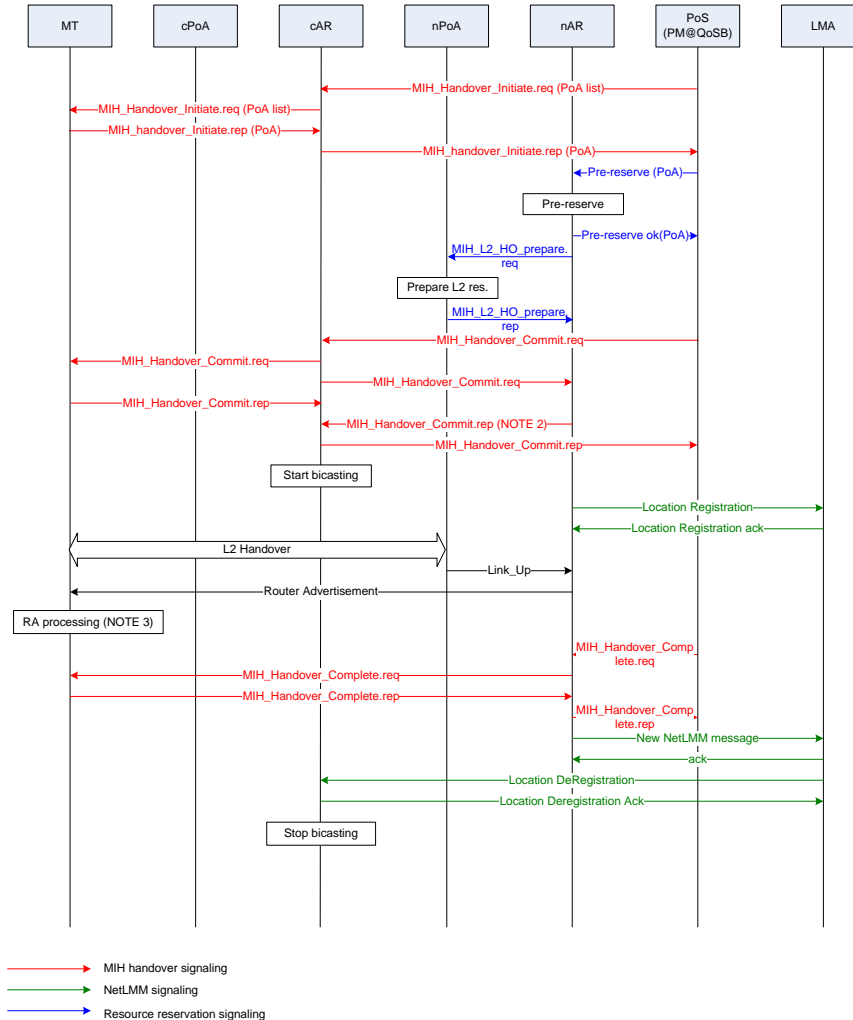 MT
cPoA
cAR
nPoA
nAR
PoS
(PM@QoSB)
LMA
MIH_Handover_Initiate.req (PoA list)
MIH_Handover_Initiate.req (PoA list)
MIH_handover_Initiate.rep (PoA)
MIH_handover_Initiate.rep (PoA)
Pre-reserve (PoA)
Pre-reserve
Pre-reserve ok(PoA)
MIH_L2_HO_prepare.
req
Prepare L2 res.
MIH_L2_HO_prepare.
rep
MIH_Handover_Commit.req
MIH_Handover_Commit.req
MIH_Handover_Commit.req
MIH_Handover_Commit.rep
MIH_Handover_Commit.rep (NOTE 2)
MIH_Handover_Commit.rep
Start bicasting
Location Registration
Location Registration ack
L2 Handover
Link_Up
Router Advertisement
RA processing (NOTE 3)
MIH_Handover_Comp
lete.req
MIH_Handover_Complete.req
MIH_Handover_Complete.rep
MIH_Handover_Comp
lete.rep
New NetLMM message
ack
Location DeRegistration
Location Deregistration Ack
Stop bicasting
MIH handover signaling
NetLMM signaling
Resource reservation signaling